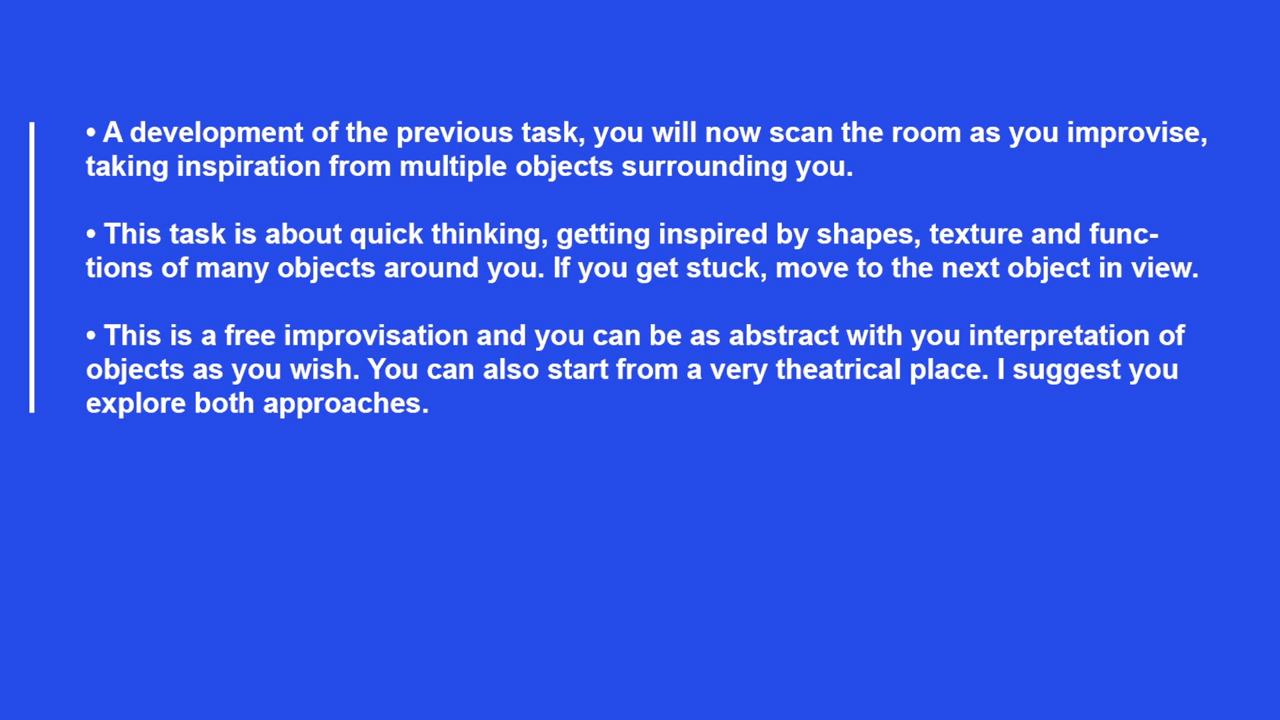 • A development of the previous task, you will now scan the room as you improvise,
taking inspiration from multiple objects surrounding you.
• This task is about quick thinking, getting inspired by shapes, texture and func-
tions of many objects around you. If you get stuck, move to the next object in view.
• This is a free improvisation and you can be as abstract with you interpretation of
objects as you wish. You can also start from a very theatrical place. I suggest you
explore both approaches.